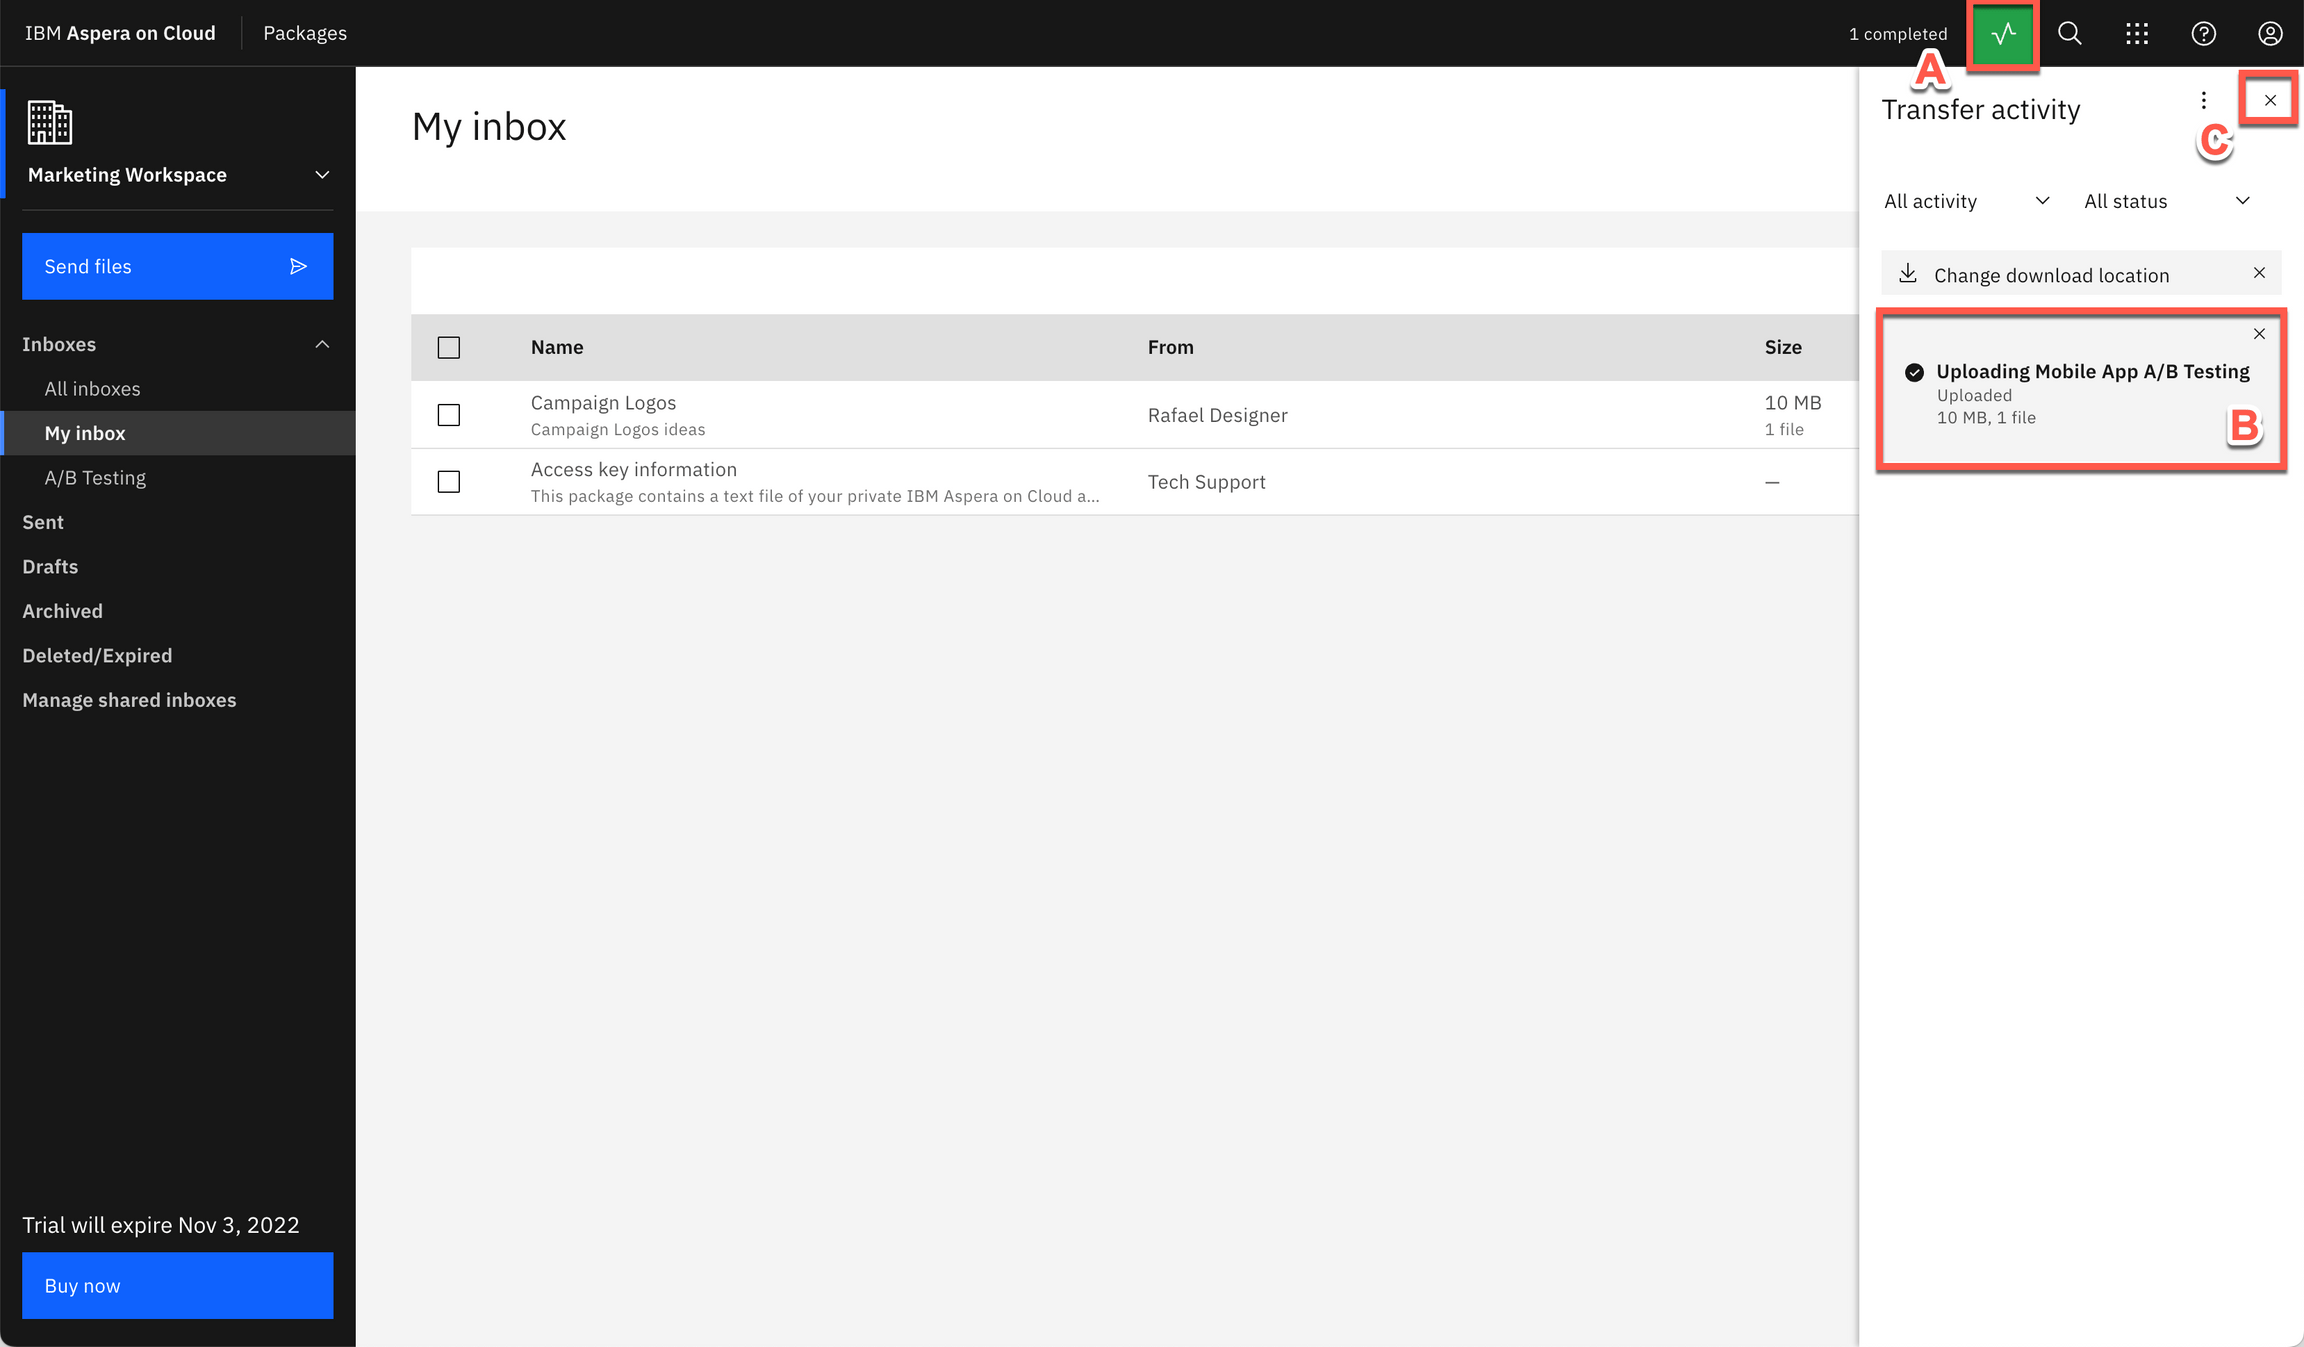 IBM Aspera on Cloud
Packages
1 completed
A
Marketing Workspace
Send files
Inboxes
All inboxes
My inbox
A/B Testing
Sent
Drafts
Archived
Deleted/Expired
Manage shared inboxes
Trial will expire Nov 3, 2022
Buy now
My inbox
Name From Size
Campaign Logos
Campaign Logos ideas
Rafael Designer
10 MB
1 file
Access key information
This package contains a text file of your private IBM Aspera on Cloud a...
Tech Support
—
Transfer activity
C
All activity All status
Change download location
Uploading Mobile App A/B Testing
Uploaded
10 MB, 1 file
B